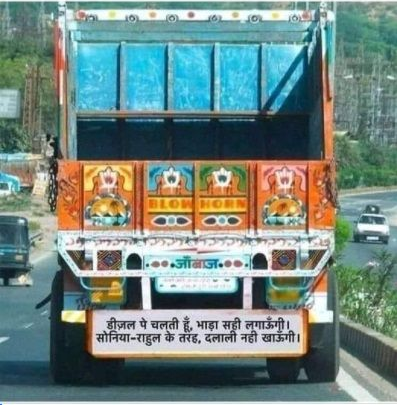 BLOW HORN
जाँबाज़
डीज़ल पे चलती हूँ, भाड़ा सही लगाऊँगी।
सोनिया-राहुल के तरह, दलाली नही खाऊँगी।